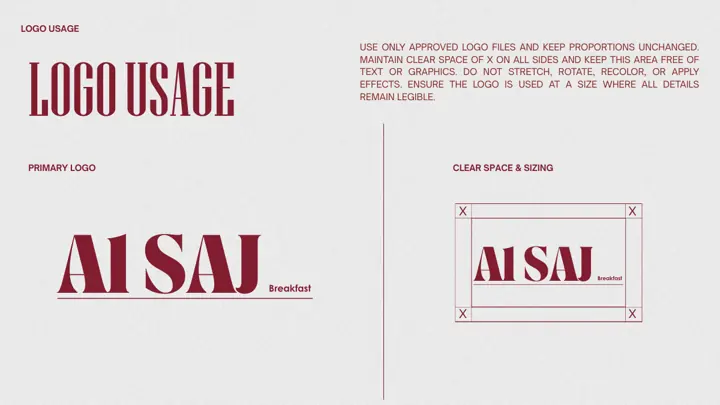 LOGO USAGE
LOGO USAGE
USE ONLY APPROVED LOGO FILES AND KEEP PROPORTIONS UNCHANGED.
MAINTAIN CLEAR SPACE OF X ON ALL SIDES AND KEEP THIS AREA FREE OF
TEXT OR GRAPHICS. DO NOT STRETCH, ROTATE, RECOLOR, OR APPLY
EFFECTS. ENSURE THE LOGO IS USED AT A SIZE WHERE ALL DETAILS
REMAIN LEGIBLE.
PRIMARY LOGO
A1 SAJ Breakfast
CLEAR SPACE & SIZING
X X
A1 SAJ Breakfast
X X